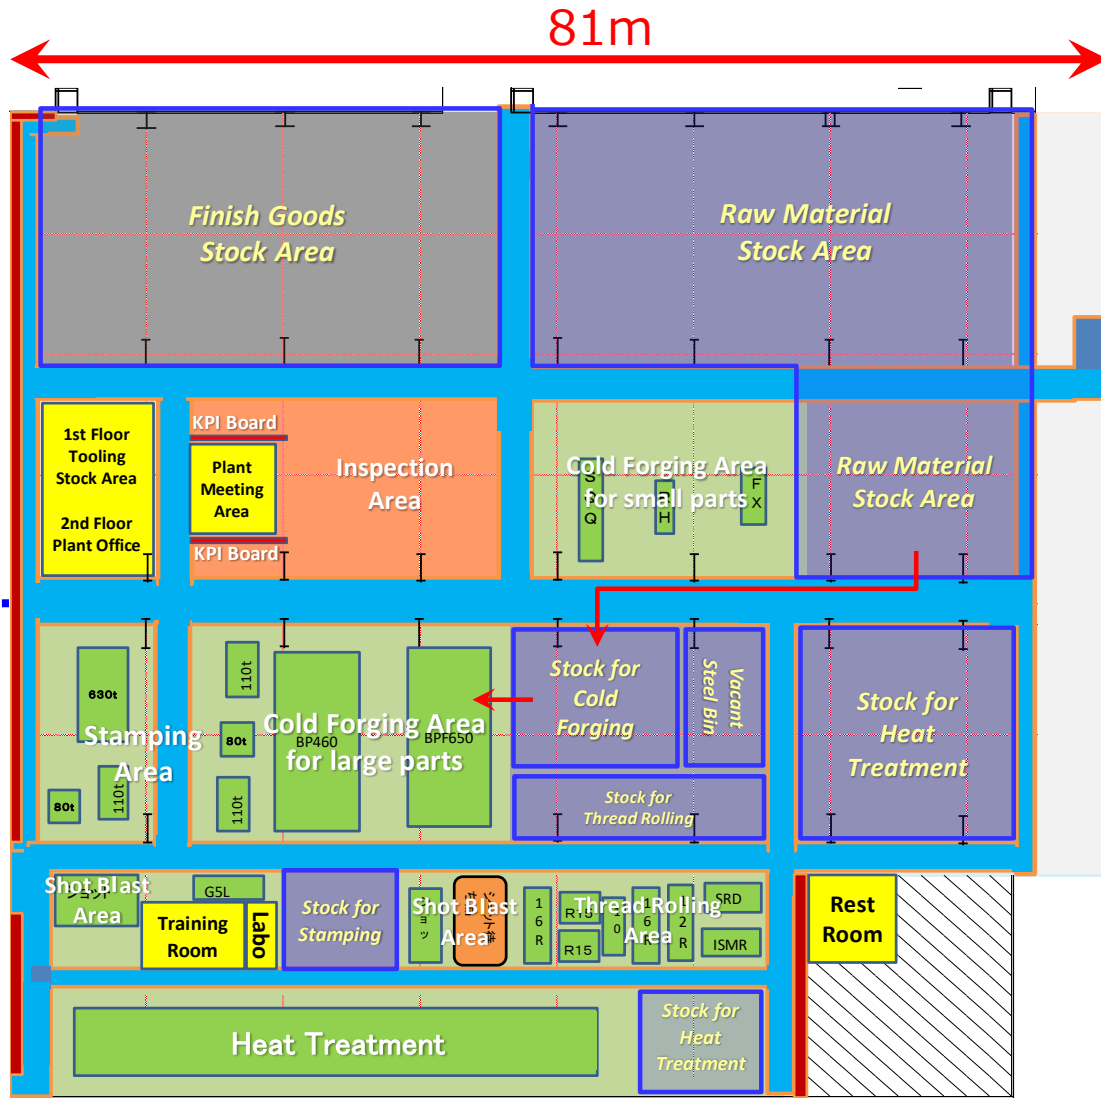 81m
Finish Goods
Stock Area
Raw Material
Stock Area
1st Floor
Tooling
Stock Area
2nd Floor
Plant Office
KPI Board
Plant
Meeting
Area
KPI Board
Inspection
Area
Cold Forging Area
for small parts
Q
H
F
X
Raw Material
Stock Area
630t
80t
110t
Stamping
Area
110t
80t
110t
Cold Forging Area
for large parts
BP460
BPF650
Stock for
Cold
Forging
Vacant
Steel Bin
Stock for
Thread Rolling
Stock for
Heat
Treatment
Shot Blast
Area
G5L
Training
Room
Labo
Stock for
Stamping
Shot Blast
Area
Thread Rolling
Area
16R
R15
R15
SRD
ISMR
Rest
Room
Heat Treatment
Stock for
Heat
Treatment